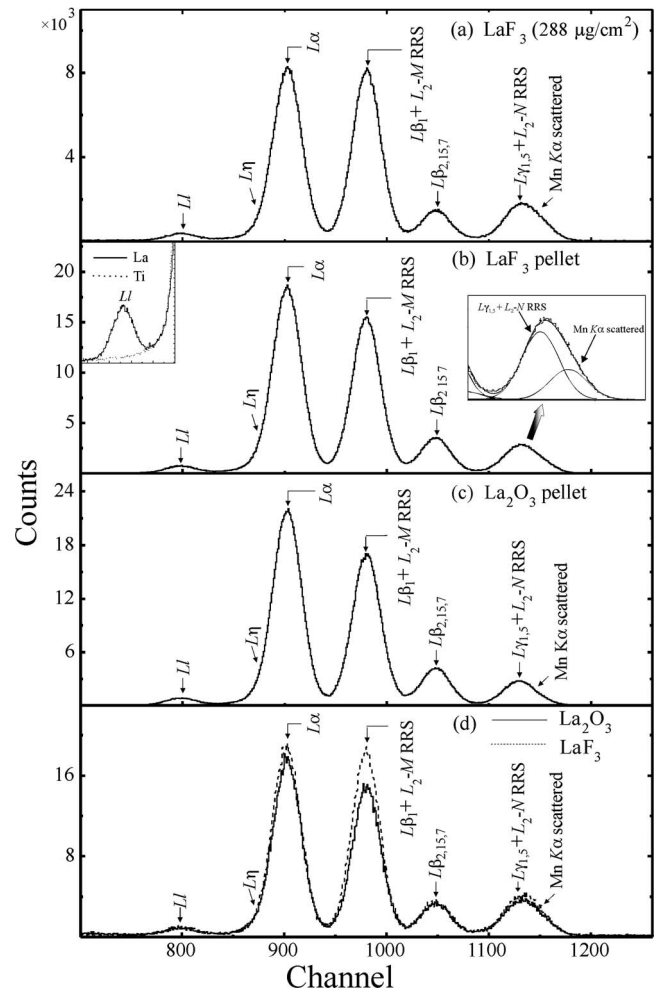 ×10³
(a) LaF₃ (288 μg/cm²)
Lα
Lβ₁+ L₂-M RRS
Lη
Ll
Lβ₂,₁₅,₇
Lγ₁,₅+L₂-N RRS
Mn Kα scattered
8
4
(b) LaF₃ pellet
La
Ti
Ll
Lα
Lβ₁+ L₂-M RRS
Lη
Ll
Lβ₂ ₁₅ ₇
Lγ₁,₅+ L₂-N RRS
Mn Kα scattered
20
15
10
5
(c) La₂O₃ pellet
Lα
Lβ₁+ L₂-M RRS
Lη
Ll
Lβ₂,₁₅,₇
Lγ₁,₅+L₂-N RRS
Mn Kα scattered
24
18
12
6
(d)
La₂O₃
LaF₃
Lα
Lβ₁+ L₂-M RRS
Lη
Ll
Lβ₂,₁₅,₇
Lγ₁,₅+L₂-N RRS
Mn Kα scattered
16
8
800
900
1000
1100
1200
Counts
Channel